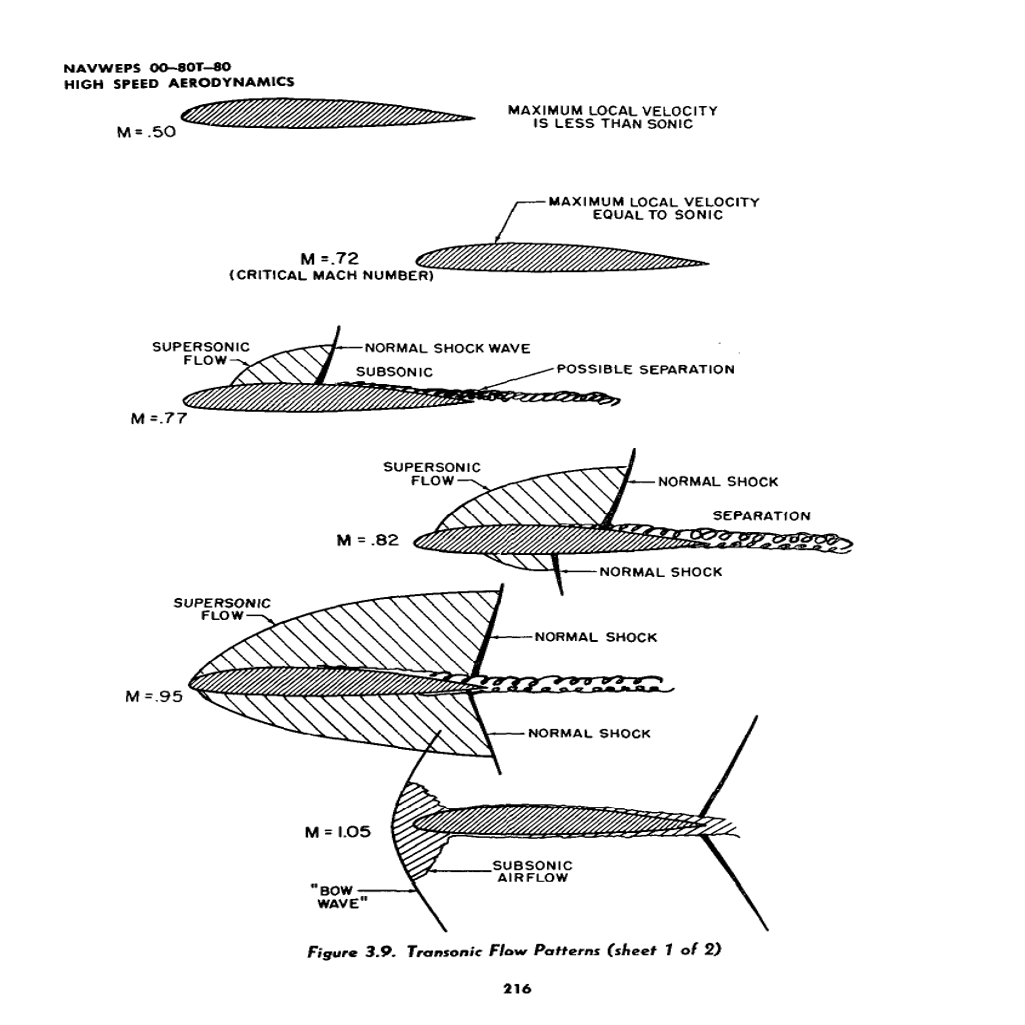 NAVWEPS 00-80T-80
HIGH SPEED AERODYNAMICS
M = .50
MAXIMUM LOCAL VELOCITY
IS LESS THAN SONIC
MAXIMUM LOCAL VELOCITY
EQUAL TO SONIC
M = .72
(CRITICAL MACH NUMBER)
SUPERSONIC
FLOW
NORMAL SHOCK WAVE
SUBSONIC
POSSIBLE SEPARATION
M = .77
SUPERSONIC
FLOW
NORMAL SHOCK
SEPARATION
M = .82
NORMAL SHOCK
SUPERSONIC
FLOW
NORMAL SHOCK
M = .95
NORMAL SHOCK
M = 1.05
SUBSONIC
AIRFLOW
"BOW
WAVE"
Figure 3.9. Transonic Flow Patterns (sheet 1 of 2)
216